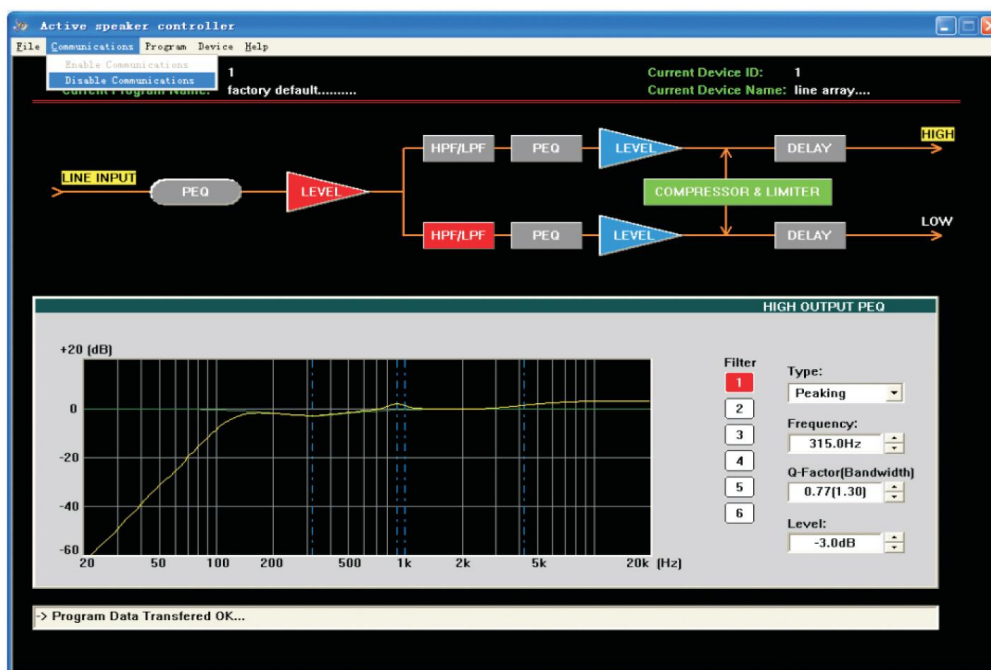 Active speaker controller
File Communications Program Device Help
Enable Communications
Disable Communications
1
Current Program Name: factory default.........
Current Device ID: 1
Current Device Name: line array....
HIGH
HPF/LPF PEQ LEVEL DELAY
LINE INPUT
PEQ LEVEL
COMPRESSOR & LIMITER
LOW
HPF/LPF PEQ LEVEL DELAY
HIGH OUTPUT PEQ
+20 (dB)
0
-20
-40
-60
20 50 100 200 500 1k 2k 5k 20k (Hz)
Filter
1
2
3
4
5
6
Type:
Peaking
Frequency:
315.0Hz
Q-Factor(Bandwidth)
0.77(1.30)
Level:
-3.0dB
-> Program Data Transfered OK...